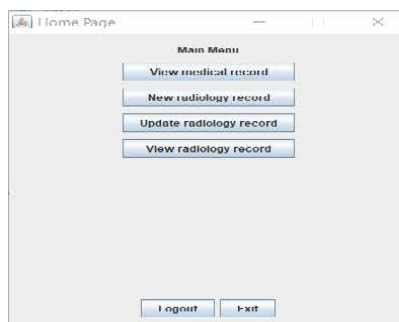 Home Page
Main Menu
View medical record
New radiology record
Update radiology record
View radiology record
Logout Exit